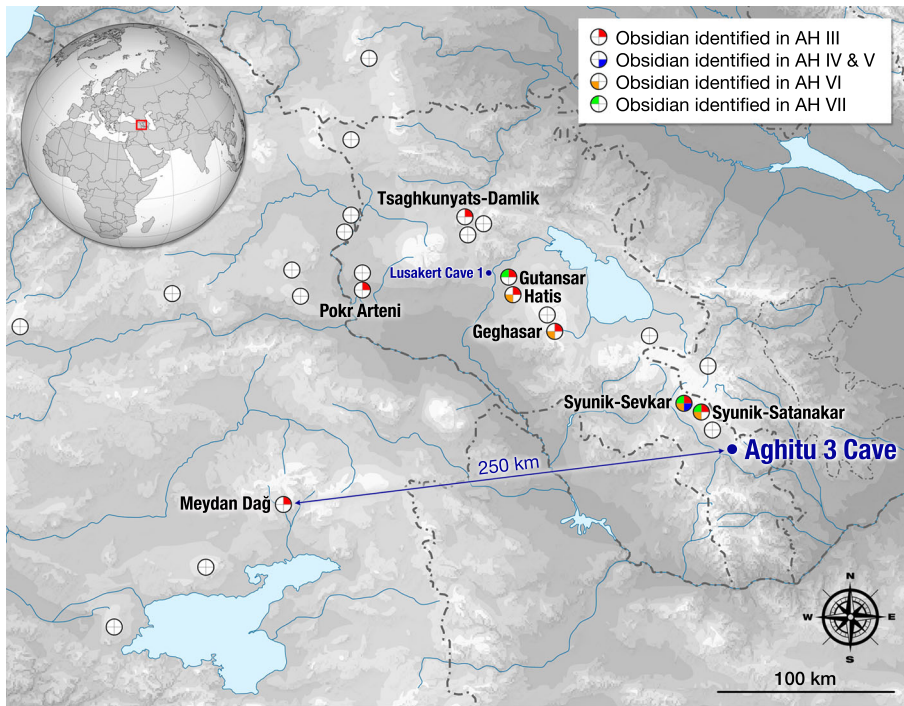 Obsidian identified in AH III
Obsidian identified in AH IV & V
Obsidian identified in AH VI
Obsidian identified in AH VII
Tsaghkunyats-Damlik
Lusakert Cave 1
Gutansar
Hatis
Pokr Arteni
Geghasar
Syunik-Sevkar
Syunik-Satanakar
Aghitu 3 Cave
250 km
Meydan Dağ
N
W
E
S
100 km